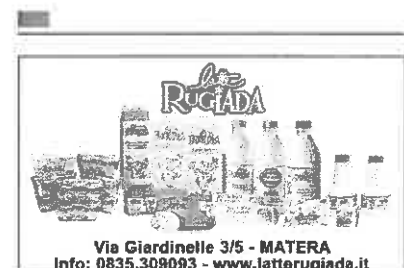 latte
RUGIADA
Via Giardinelle 3/5 - MATERA
Info: 0835.309093 - www.latterugiada.it